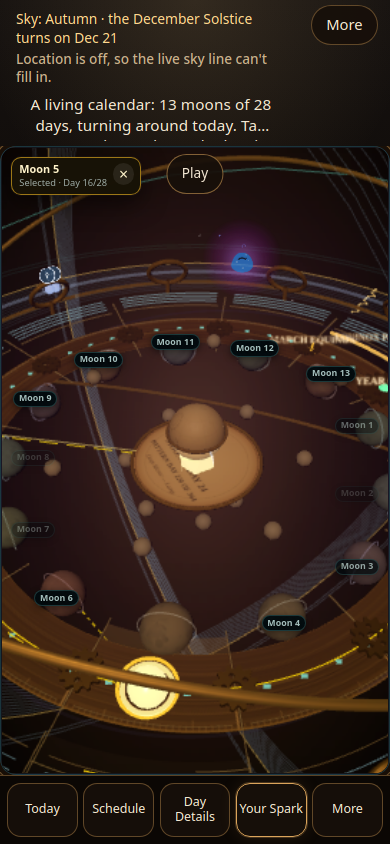 Sky: Autumn · the December Solstice
turns on Dec 21
Location is off, so the live sky line can't
fill in.
More
A living calendar: 13 moons of 28
days, turning around today. Ta...
Moon 5
Selected · Day 16/28
×
Play
Moon 11
Moon 12
Moon 10
Moon 13
YEAR
Moon 9
Moon 1
Moon 8
Moon 2
Moon 7
Moon 3
Moon 6
Moon 4
Today
Schedule
Day
Details
Your Spark
More